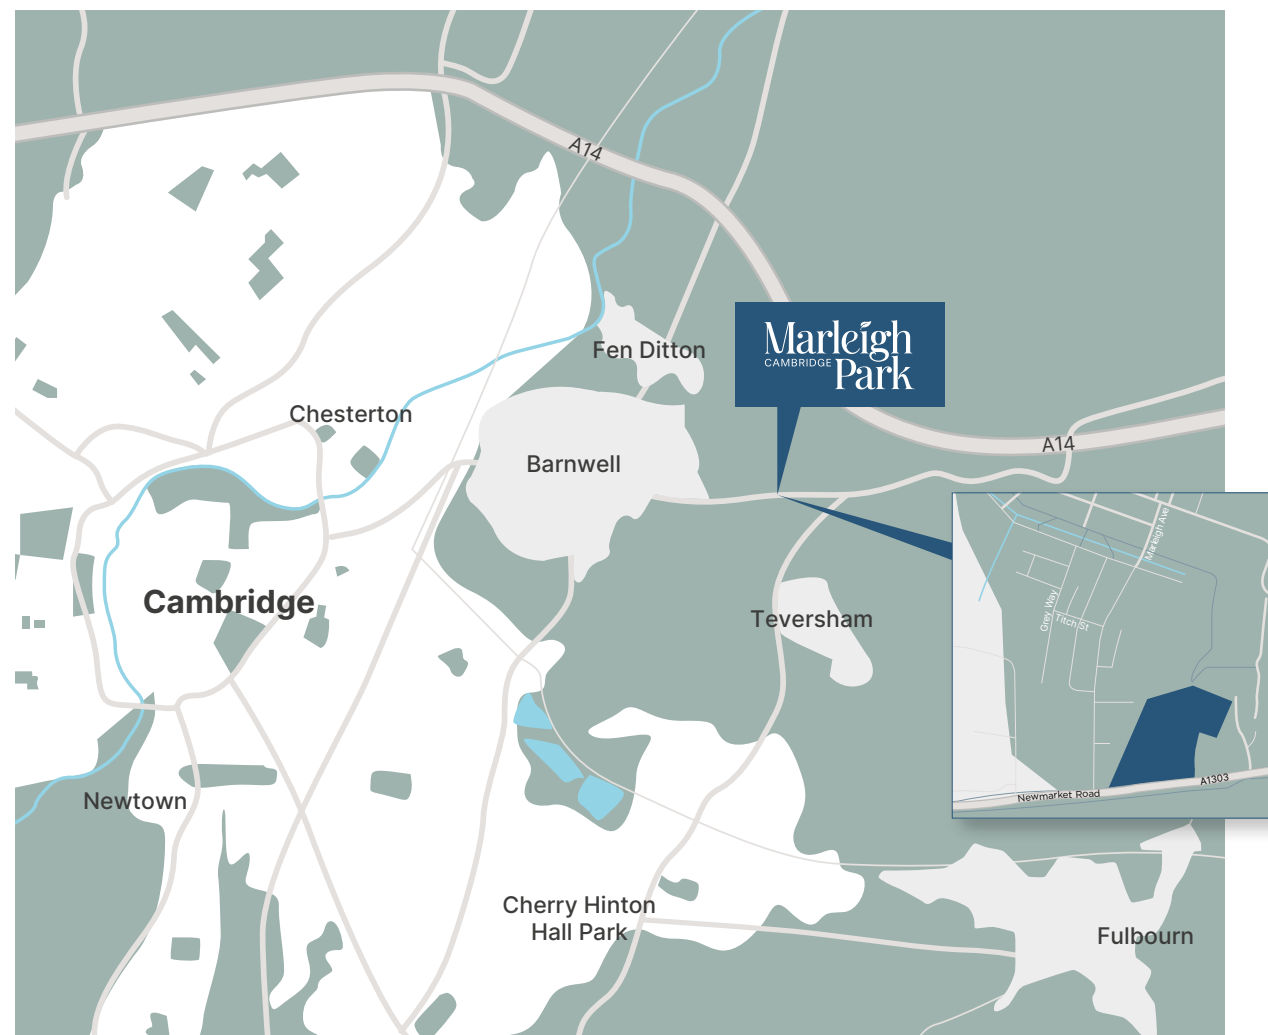 A14
Marleigh
CAMBRIDGE
Park
Fen Ditton
Chesterton
A14
Barnwell
Marleigh Ave
Cambridge
Grey Way
Titch St
Teversham
A1303
Newmarket Road
Newtown
Cherry Hinton
Hall Park
Fulbourn